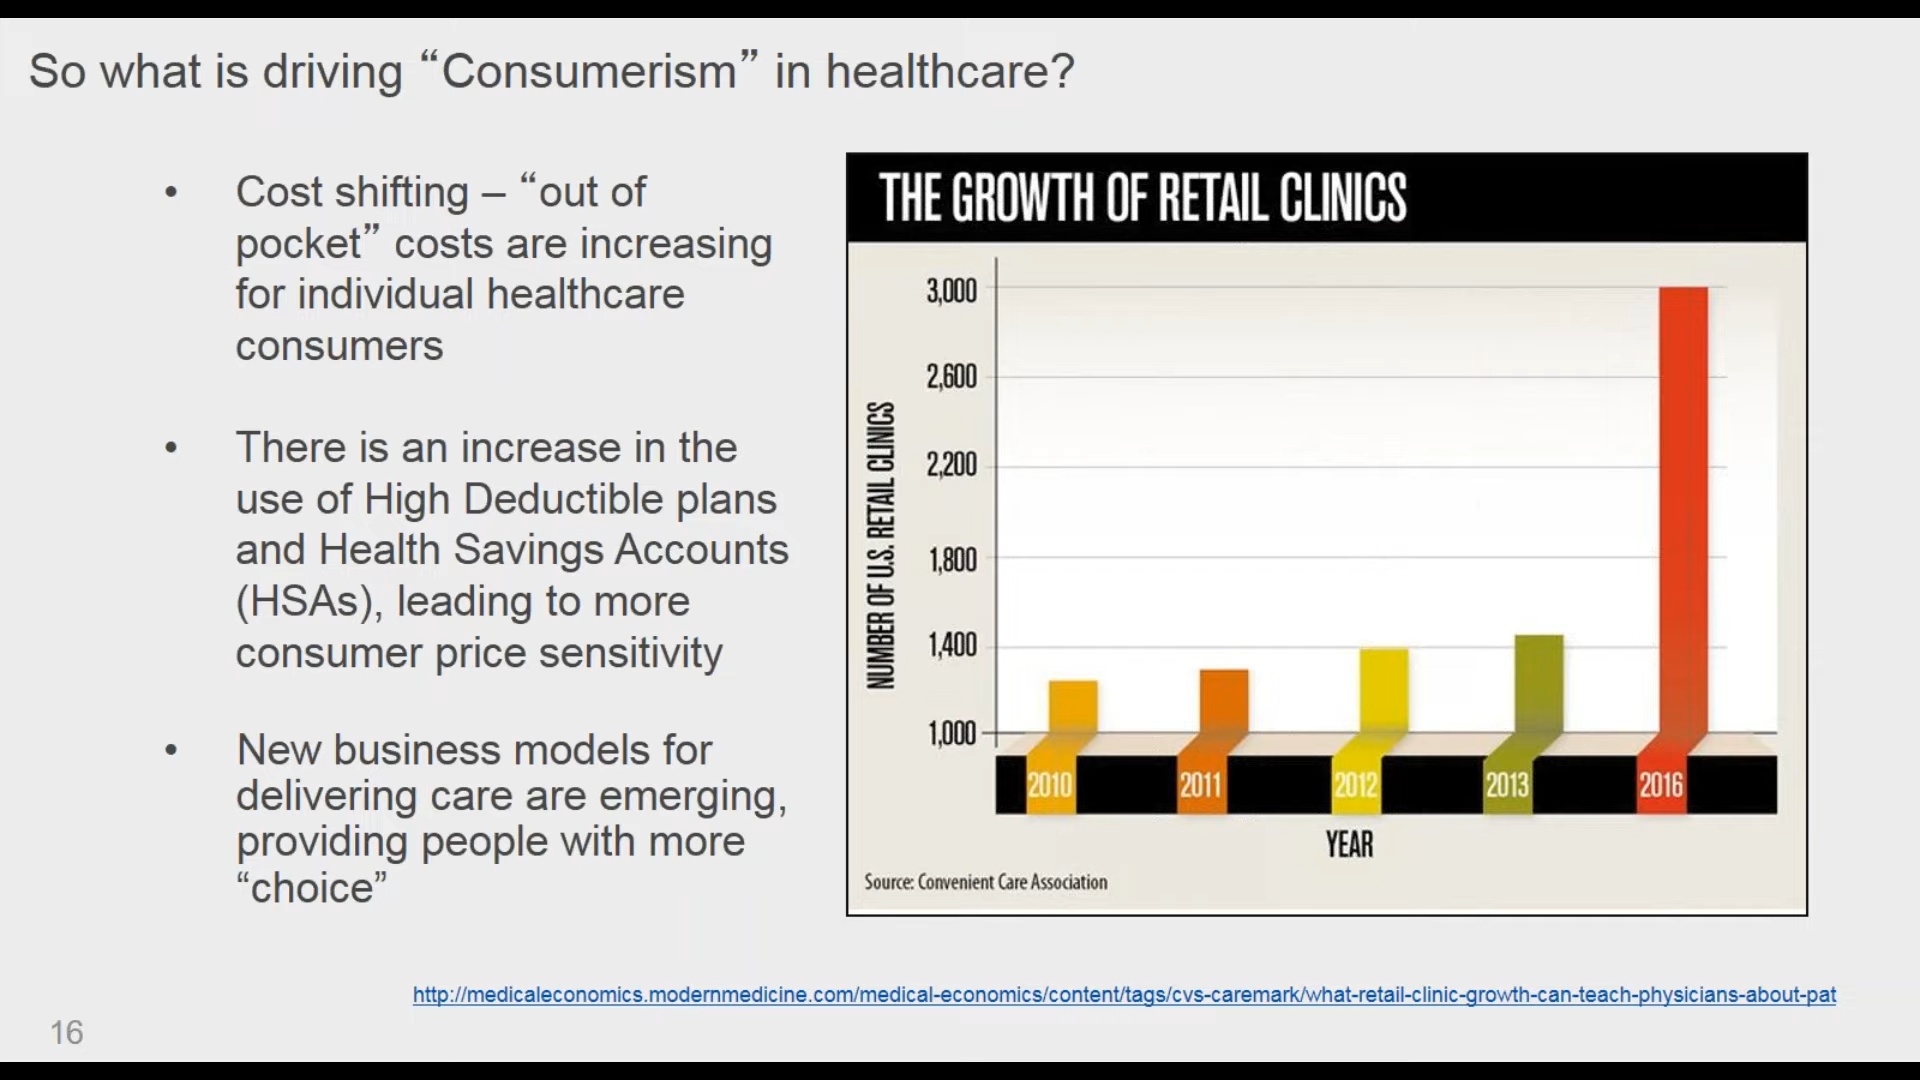 So what is driving “Consumerism” in healthcare?
• Cost shifting – “out of
pocket” costs are increasing
for individual healthcare
consumers
• There is an increase in the
use of High Deductible plans
and Health Savings Accounts
(HSAs), leading to more
consumer price sensitivity
• New business models for
delivering care are emerging,
providing people with more
“choice”
THE GROWTH OF RETAIL CLINICS
NUMBER OF U.S. RETAIL CLINICS
3,000
2,600
2,200
1,800
1,400
1,000
2010 2011 2012 2013 2016
YEAR
Source: Convenient Care Association
http://medicaleconomics.modernmedicine.com/medical-economics/content/tags/cvs-caremark/what-retail-clinic-growth-can-teach-physicians-about-pat
16